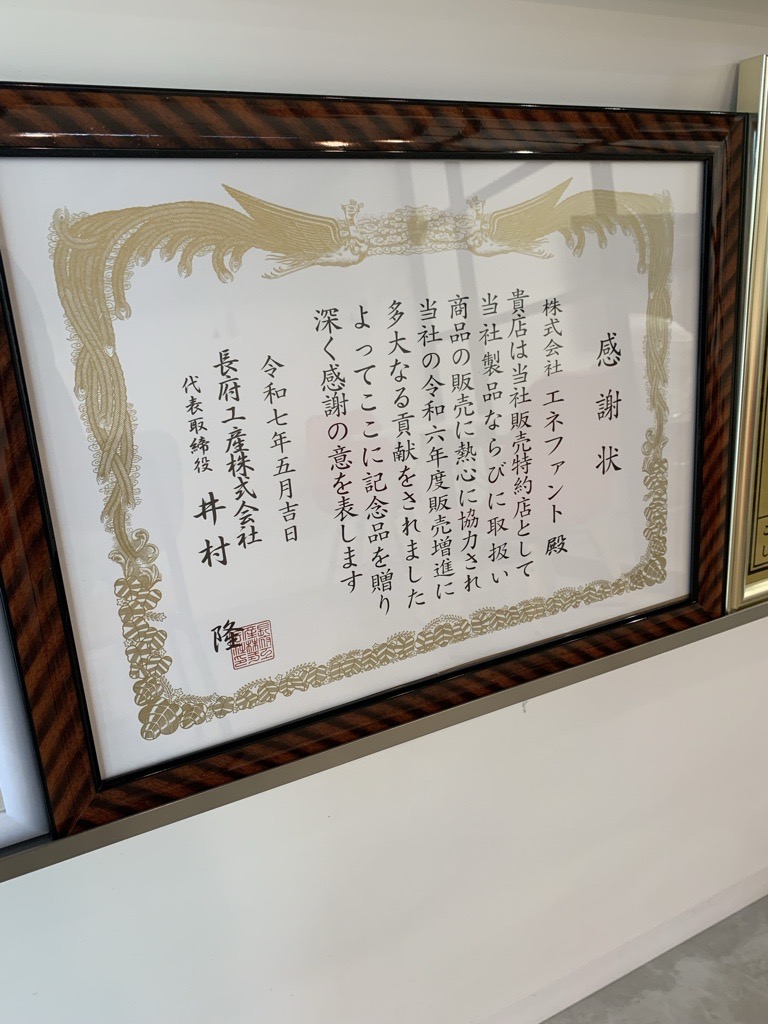 感謝状
株式会社 エネファント 殿
貴店は当社販売特約店として
当社製品ならびに取扱い
商品の販売に熱心に協力され
当社の令和六年度販売増進に
多大なる貢献をされました
よってここに記念品を贈り
深く感謝の意を表します
令和七年五月吉日
長府工産株式会社
代表取締役 井村 隆